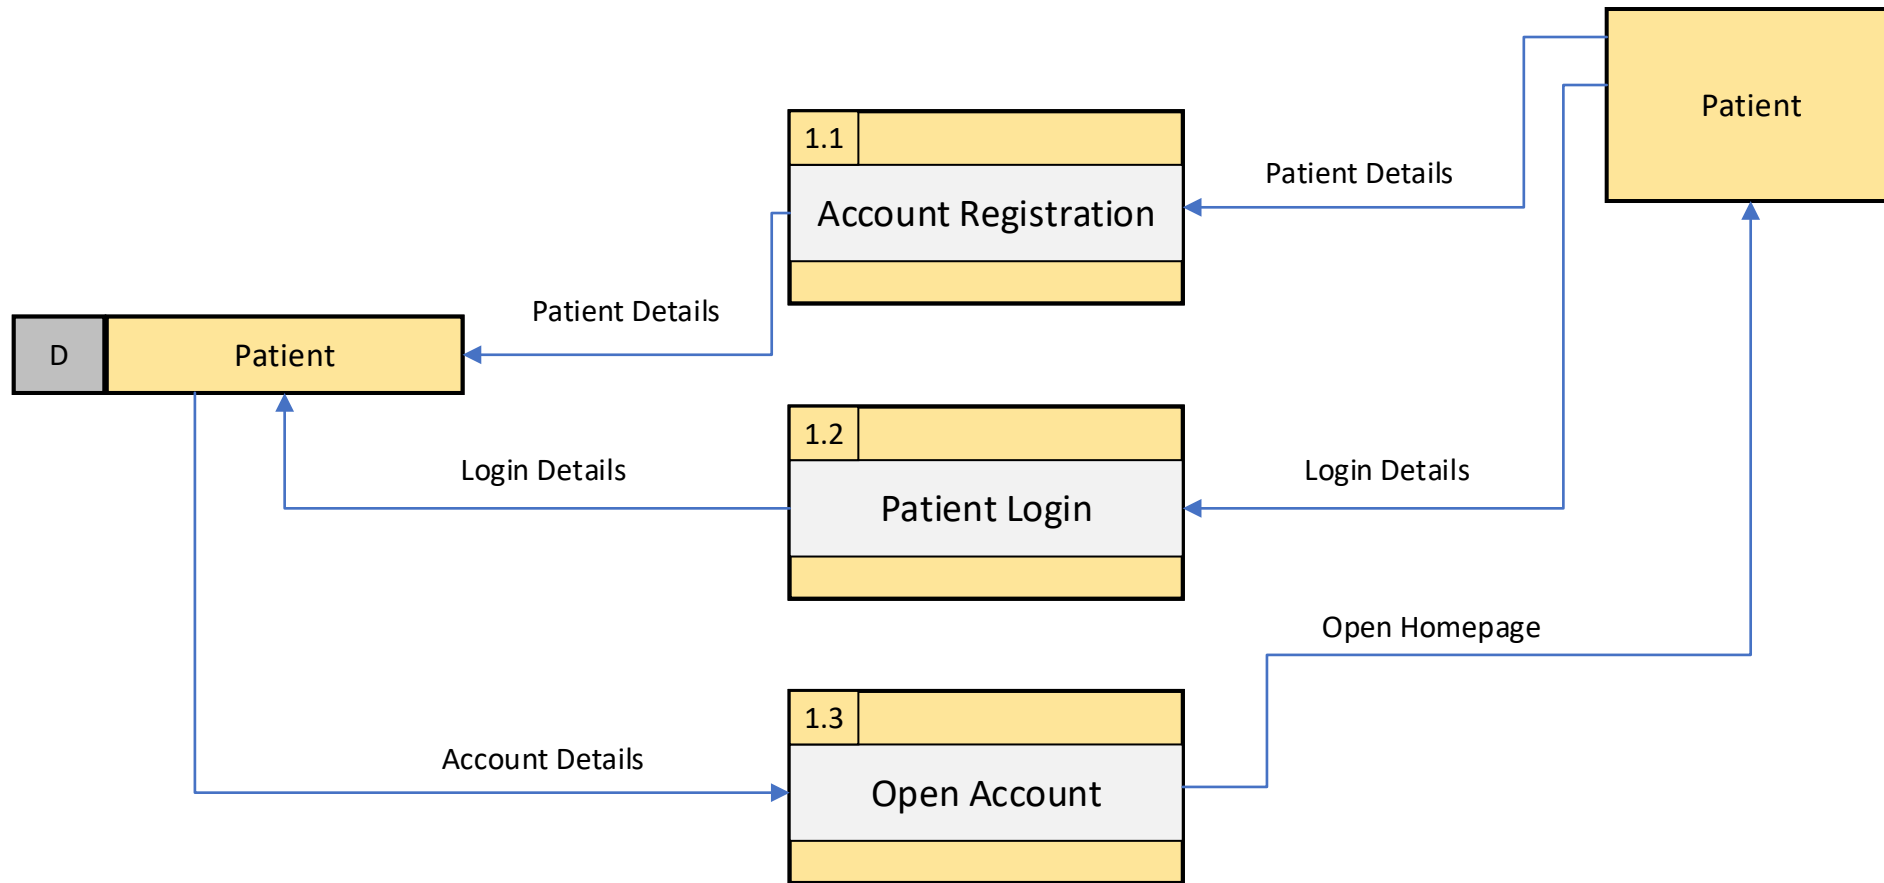 Patient
1.1
Patient Details
Account Registration
Patient Details
D
Patient
1.2
Login Details
Login Details
Patient Login
Open Homepage
1.3
Account Details
Open Account